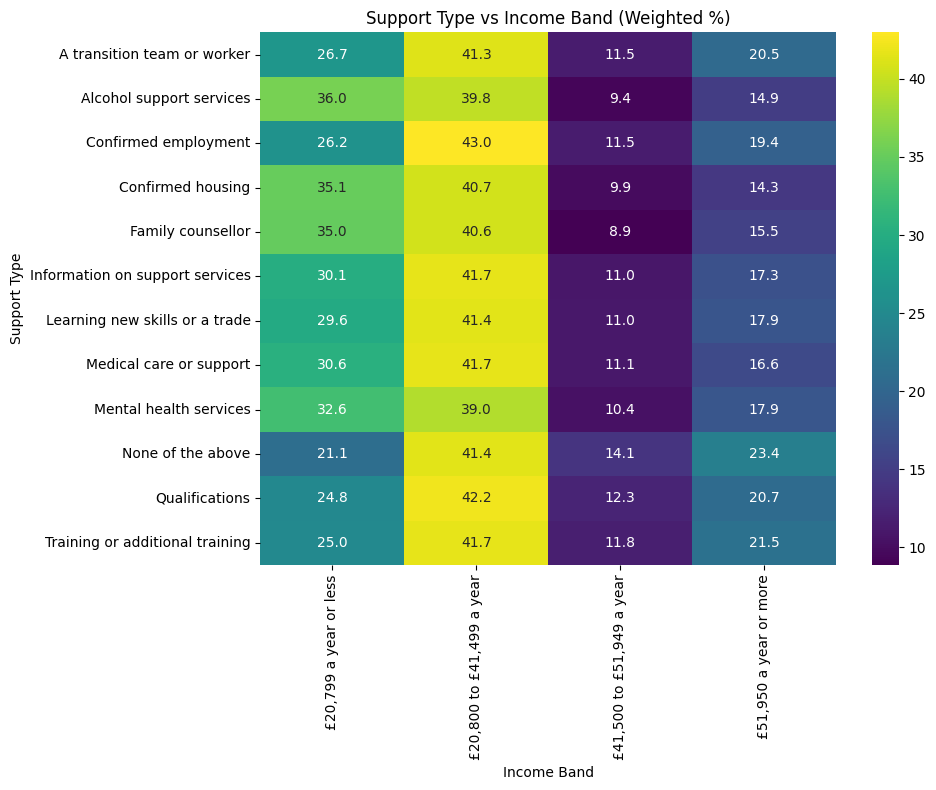 Support Type vs Income Band (Weighted %)
Support Type
A transition team or worker 26.7 41.3 11.5 20.5
Alcohol support services 36.0 39.8 9.4 14.9
Confirmed employment 26.2 43.0 11.5 19.4
Confirmed housing 35.1 40.7 9.9 14.3
Family counsellor 35.0 40.6 8.9 15.5
Information on support services 30.1 41.7 11.0 17.3
Learning new skills or a trade 29.6 41.4 11.0 17.9
Medical care or support 30.6 41.7 11.1 16.6
Mental health services 32.6 39.0 10.4 17.9
None of the above 21.1 41.4 14.1 23.4
Qualifications 24.8 42.2 12.3 20.7
Training or additional training 25.0 41.7 11.8 21.5
£20,799 a year or less
£20,800 to £41,499 a year
£41,500 to £51,949 a year
£51,950 a year or more
Income Band
40
35
30
25
20
15
10